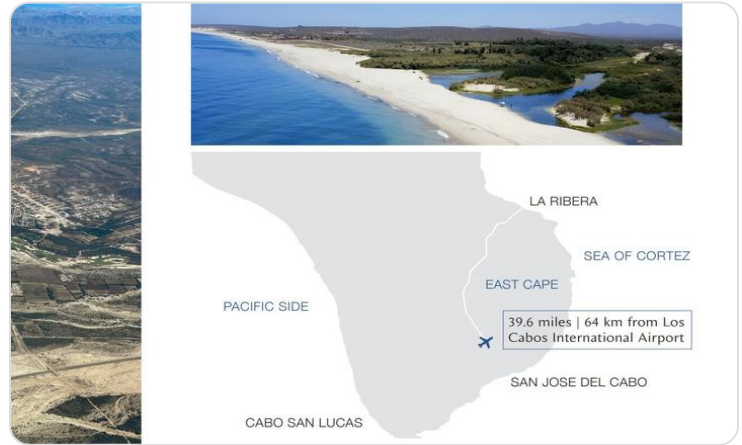 LA RIBERA
SEA OF CORTEZ
EAST CAPE
PACIFIC SIDE
39.6 miles | 64 km from Los
Cabos International Airport
SAN JOSE DEL CABO
CABO SAN LUCAS